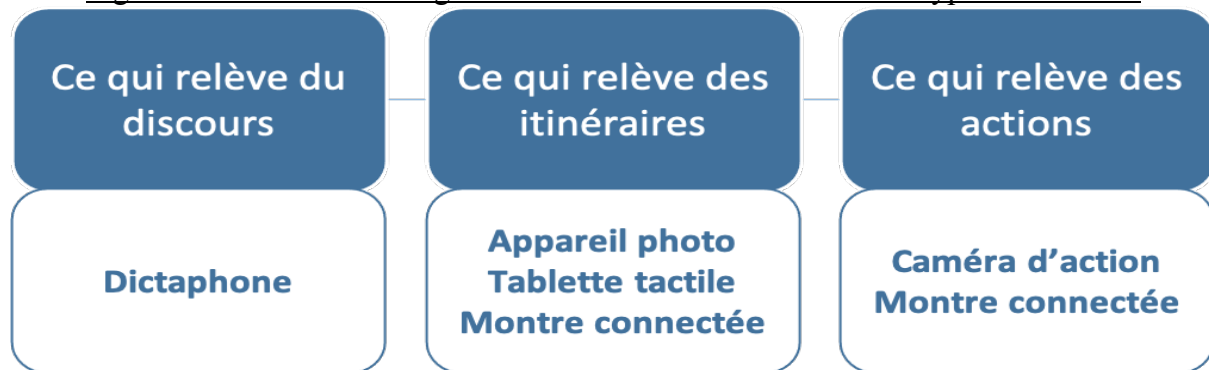 Ce qui relève du
discours
Dictaphone
Ce qui relève des
itinéraires
Appareil photo
Tablette tactile
Montre connectée
Ce qui relève des
actions
Caméra d’action
Montre connectée